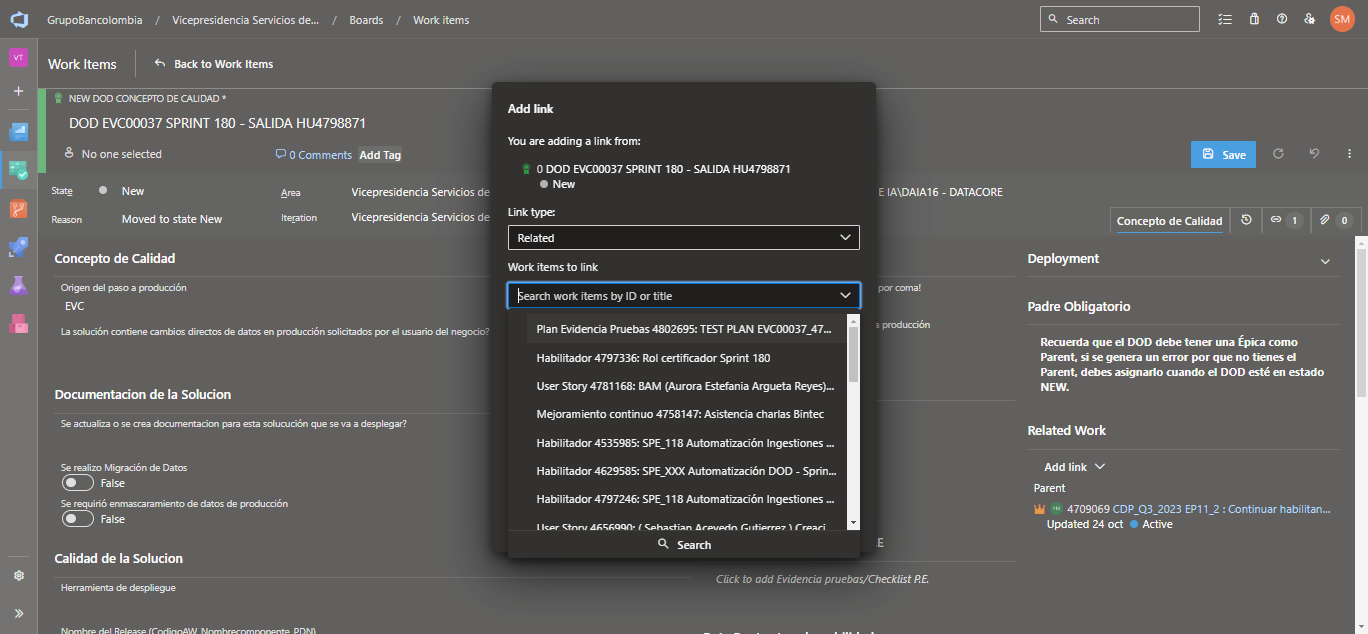 GrupoBancolombia / Vicepresidencia Servicios de... / Boards / Work items
Search
SM
VT
Work Items
Back to Work Items
NEW DOD CONCEPTO DE CALIDAD *
DOD EVC00037 SPRINT 180 - SALIDA HU4798871
No one selected
0 Comments
Add Tag
Save
State
New
Area
Vicepresidencia Servicios de
E IA\DAIA16 - DATACORE
Reason
Moved to state New
Iteration
Vicepresidencia Servicios de
Concepto de Calidad
1
0
Concepto de Calidad
Origen del paso a producción
EVC
por coma!
La solución contiene cambios directos de datos en producción solicitados por el usuario del negocio?
a producción
Documentacion de la Solucion
Se actualiza o se crea documentacion para esta solucución que se va a desplegar?
Se realizo Migración de Datos
False
Se requirió enmascaramiento de datos de producción
False
Calidad de la Solucion
Herramienta de despliegue
Nombre del Release (CodigoAW_Nombrecomponente_PDN)
Add link
You are adding a link from:
0 DOD EVC00037 SPRINT 180 - SALIDA HU4798871
New
Link type:
Related
Work items to link
Search work items by ID or title
Plan Evidencia Pruebas 4802695: TEST PLAN EVC00037_47...
Habilitador 4797336: Rol certificador Sprint 180
User Story 4781168: BAM (Aurora Estefania Argueta Reyes)...
Mejoramiento continuo 4758147: Asistencia charlas Bintec
Habilitador 4535985: SPE_118 Automatización Ingestiones ...
Habilitador 4629585: SPE_XXX Automatización DOD - Sprin...
Habilitador 4797246: SPE_118 Automatización Ingestiones ...
User Story 4656990: ( Sebastian Acevedo Gutierrez ) Creaci
Search
E
Click to add Evidencia pruebas/Checklist P.E.
Deployment
Padre Obligatorio
Recuerda que el DOD debe tener una Épica como
Parent, si se genera un error por que no tienes el
Parent, debes asignarlo cuando el DOD esté en estado
NEW.
Related Work
Add link
Parent
4709069 CDP_Q3_2023 EP11_2 : Continuar habilitan...
Updated 24 oct
Active